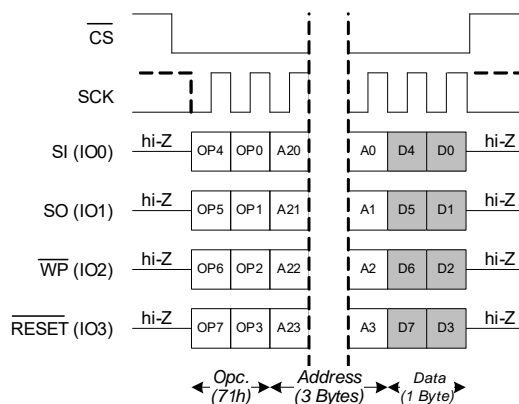 CS
SCK
SI (IO0) hi-Z OP4 OP0 A20 A0 D4 D0 hi-Z
SO (IO1) hi-Z OP5 OP1 A21 A1 D5 D1 hi-Z
WP (IO2) hi-Z OP6 OP2 A22 A2 D6 D2 hi-Z
RESET (IO3) hi-Z OP7 OP3 A23 A3 D7 D3 hi-Z
Opc. Address Data
(71h) (3 Bytes) (1 Byte)